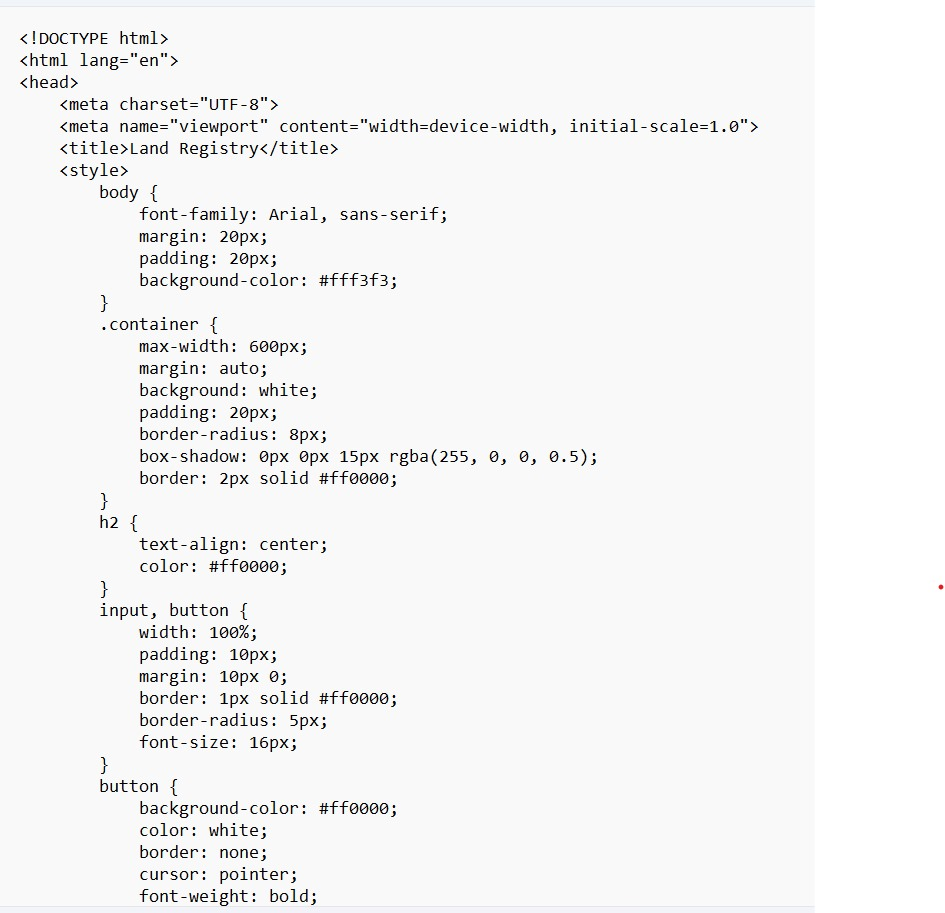 <!DOCTYPE html>
<html lang="en">
<head>
    <meta charset="UTF-8">
    <meta name="viewport" content="width=device-width, initial-scale=1.0">
    <title>Land Registry</title>
    <style>
        body {
            font-family: Arial, sans-serif;
            margin: 20px;
            padding: 20px;
            background-color: #fff3f3;
        }
        .container {
            max-width: 600px;
            margin: auto;
            background: white;
            padding: 20px;
            border-radius: 8px;
            box-shadow: 0px 0px 15px rgba(255, 0, 0, 0.5);
            border: 2px solid #ff0000;
        }
        h2 {
            text-align: center;
            color: #ff0000;
        }
        input, button {
            width: 100%;
            padding: 10px;
            margin: 10px 0;
            border: 1px solid #ff0000;
            border-radius: 5px;
            font-size: 16px;
        }
        button {
            background-color: #ff0000;
            color: white;
            border: none;
            cursor: pointer;
            font-weight: bold;